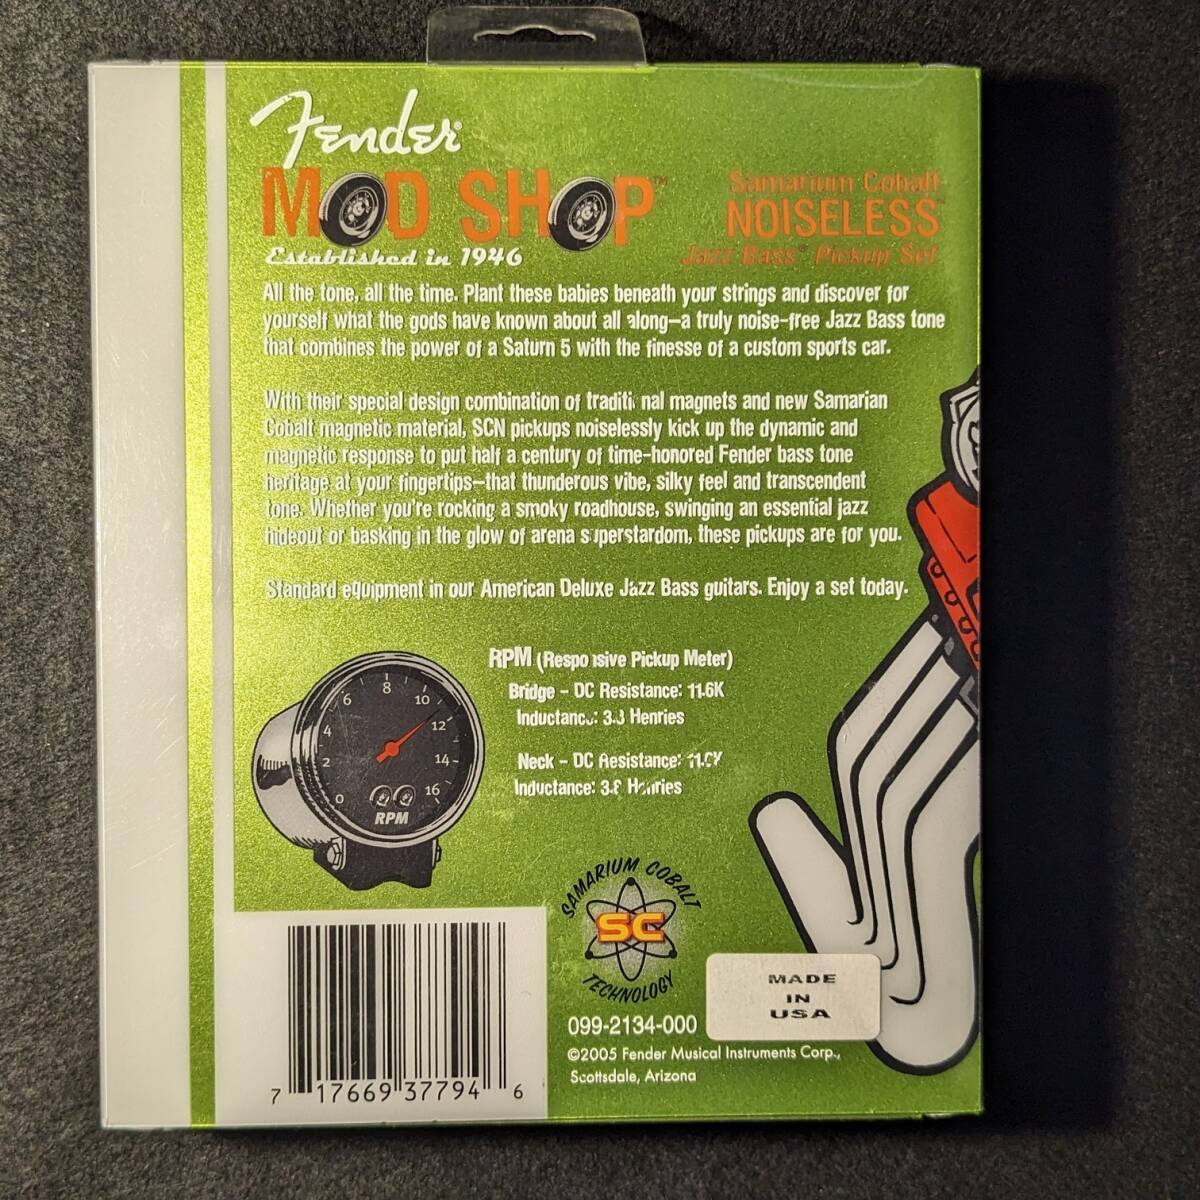 Fender®
MOD SHOP™
Established in 1946
Samarium Cobalt
NOISELESS™
Jazz Bass® Pickup Set
All the tone, all the time. Plant these babies beneath your strings and discover for
yourself what the gods have known about all along—a truly noise-free Jazz Bass tone
that combines the power of a Saturn 5 with the finesse of a custom sports car.
With their special design combination of traditional magnets and new Samarian
Cobalt magnetic material, SCN pickups noiselessly kick up the dynamic and
magnetic response to put half a century of time-honored Fender bass tone
heritage at your fingertips—that thunderous vibe, silky feel and transcendent
tone. Whether you're rocking a smoky roadhouse, swinging an essential jazz
hideout or basking in the glow of arena superstardom, these pickups are for you.
Standard equipment in our American Deluxe Jazz Bass guitars. Enjoy a set today.
RPM (Responsive Pickup Meter)
Bridge - DC Resistance: 11.6K
Inductance: 3.3 Henries
Neck - DC Resistance:
Inductance: Henries
0
2
4
6
8
10
12
14
16
RPM
SAMARIUM COBALT
SC
TECHNOLOGY
MADE
IN
USA
099-2134-000
©2005 Fender Musical Instruments Corp.,
Scottsdale, Arizona
7 17669 37794 6